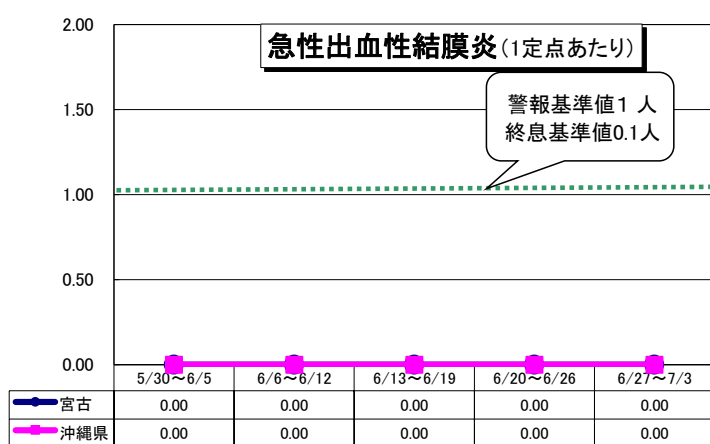 急性出血性結膜炎(1定点あたり)
警報基準値1 人
終息基準値0.1人
2.00
1.50
1.00
0.50
0.00
5/30～6/5 6/6～6/12 6/13～6/19 6/20～6/26 6/27～7/3
宮古 0.00 0.00 0.00 0.00 0.00
沖縄県 0.00 0.00 0.00 0.00 0.00